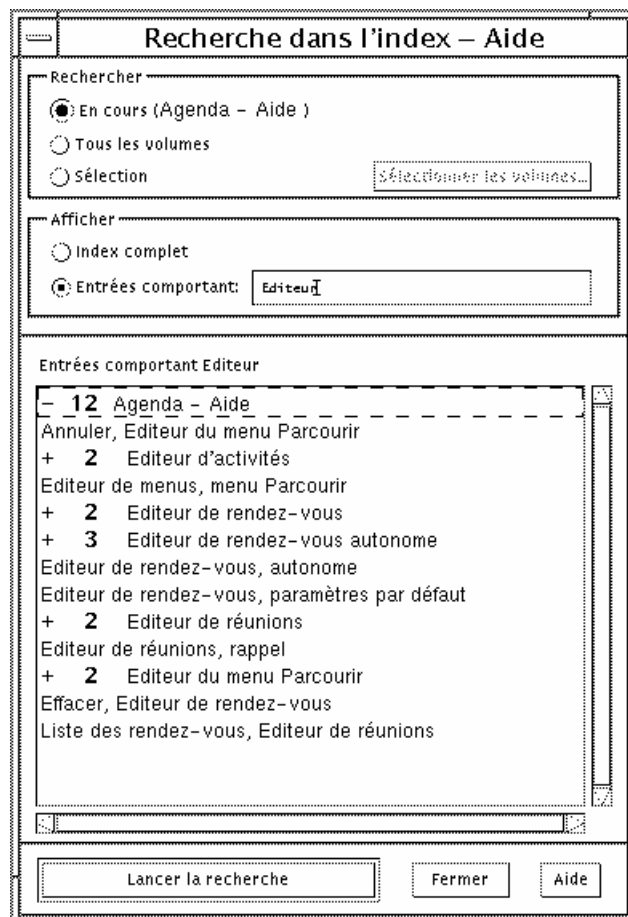 Recherche dans l'index – Aide
Rechercher
En cours (Agenda – Aide )
Tous les volumes
Sélection
Sélectionner les volumes...
Afficher
Index complet
Entrées comportant: Editeur
Entrées comportant Editeur
– 12 Agenda – Aide
Annuler, Editeur du menu Parcourir
+ 2 Editeur d'activités
Editeur de menus, menu Parcourir
+ 2 Editeur de rendez–vous
+ 3 Editeur de rendez–vous autonome
Editeur de rendez–vous, autonome
Editeur de rendez–vous, paramètres par défaut
+ 2 Editeur de réunions
Editeur de réunions, rappel
+ 2 Editeur du menu Parcourir
Effacer, Editeur de rendez–vous
Liste des rendez–vous, Editeur de réunions
Lancer la recherche
Fermer
Aide